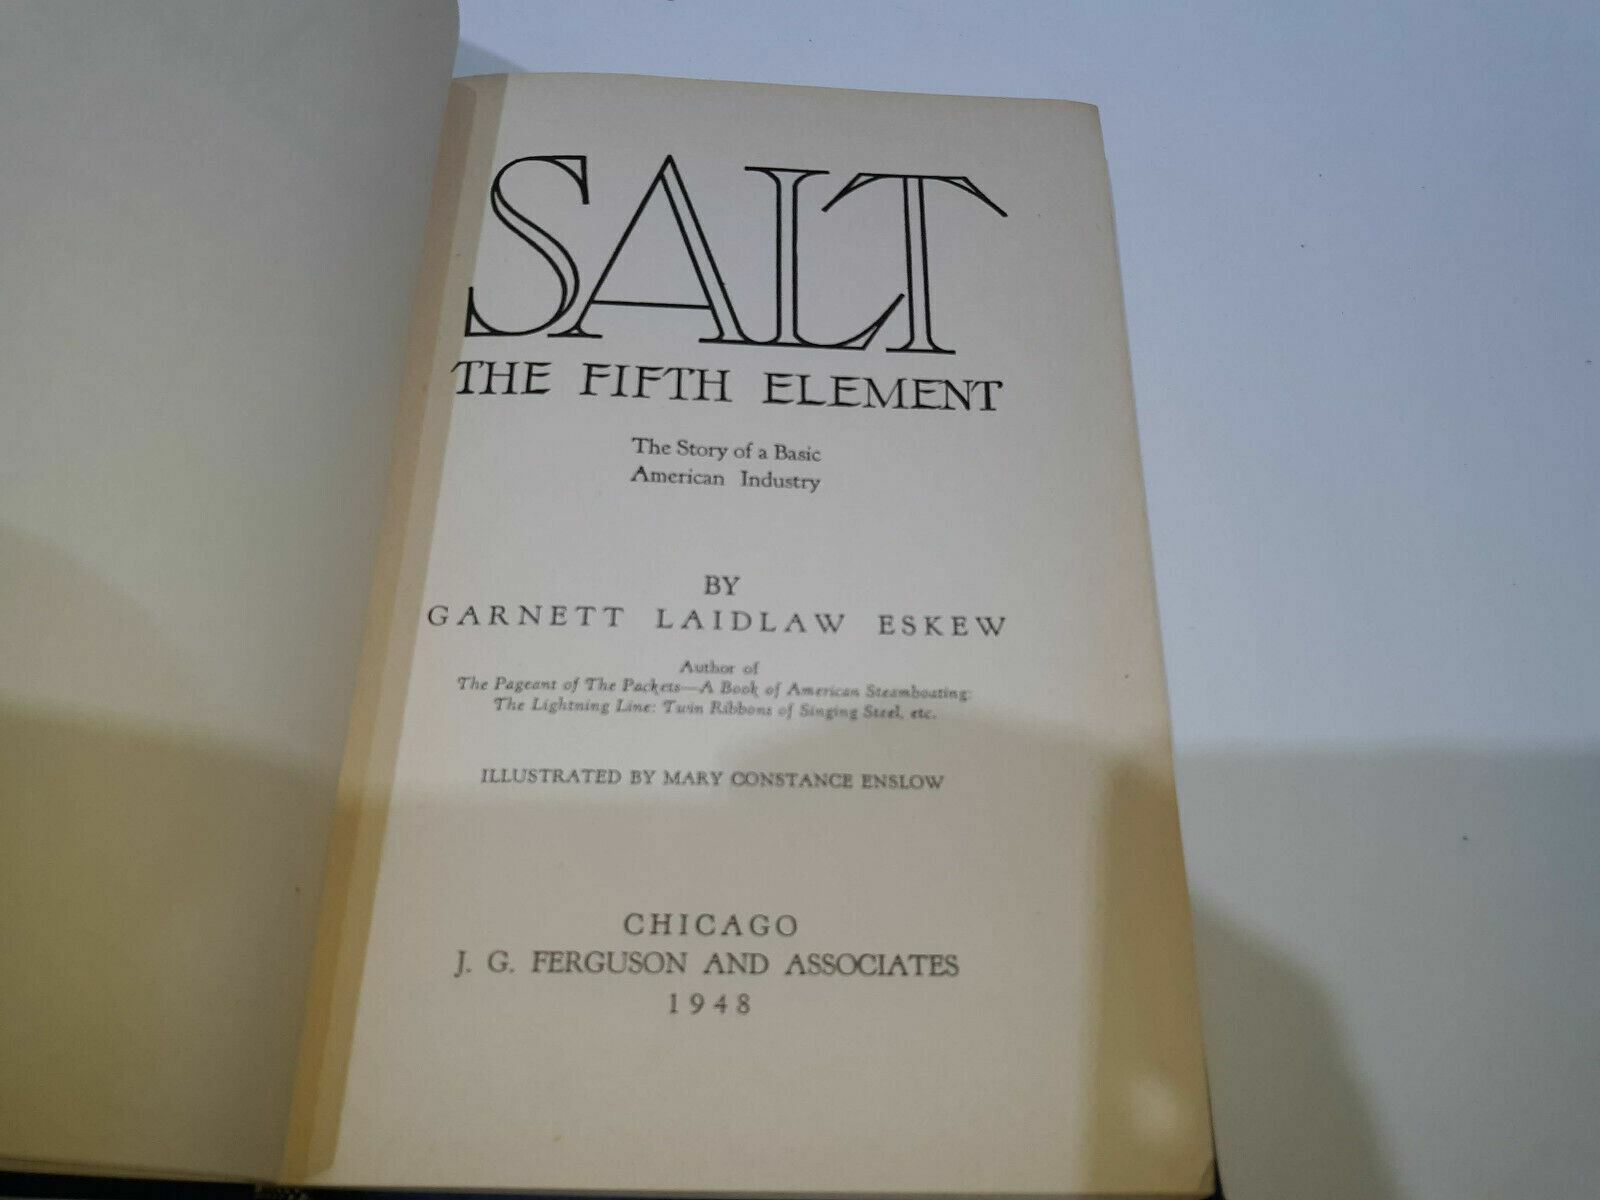 SALT
THE FIFTH ELEMENT
The Story of a Basic
American Industry
BY
GARNETT LAIDLAW ESKEW
Author of
The Pageant of The Packets—A Book of American Steamboating;
The Lightning Line: Twin Ribbons of Singing Steel, etc.
ILLUSTRATED BY MARY CONSTANCE ENSLOW
CHICAGO
J. G. FERGUSON AND ASSOCIATES
1948